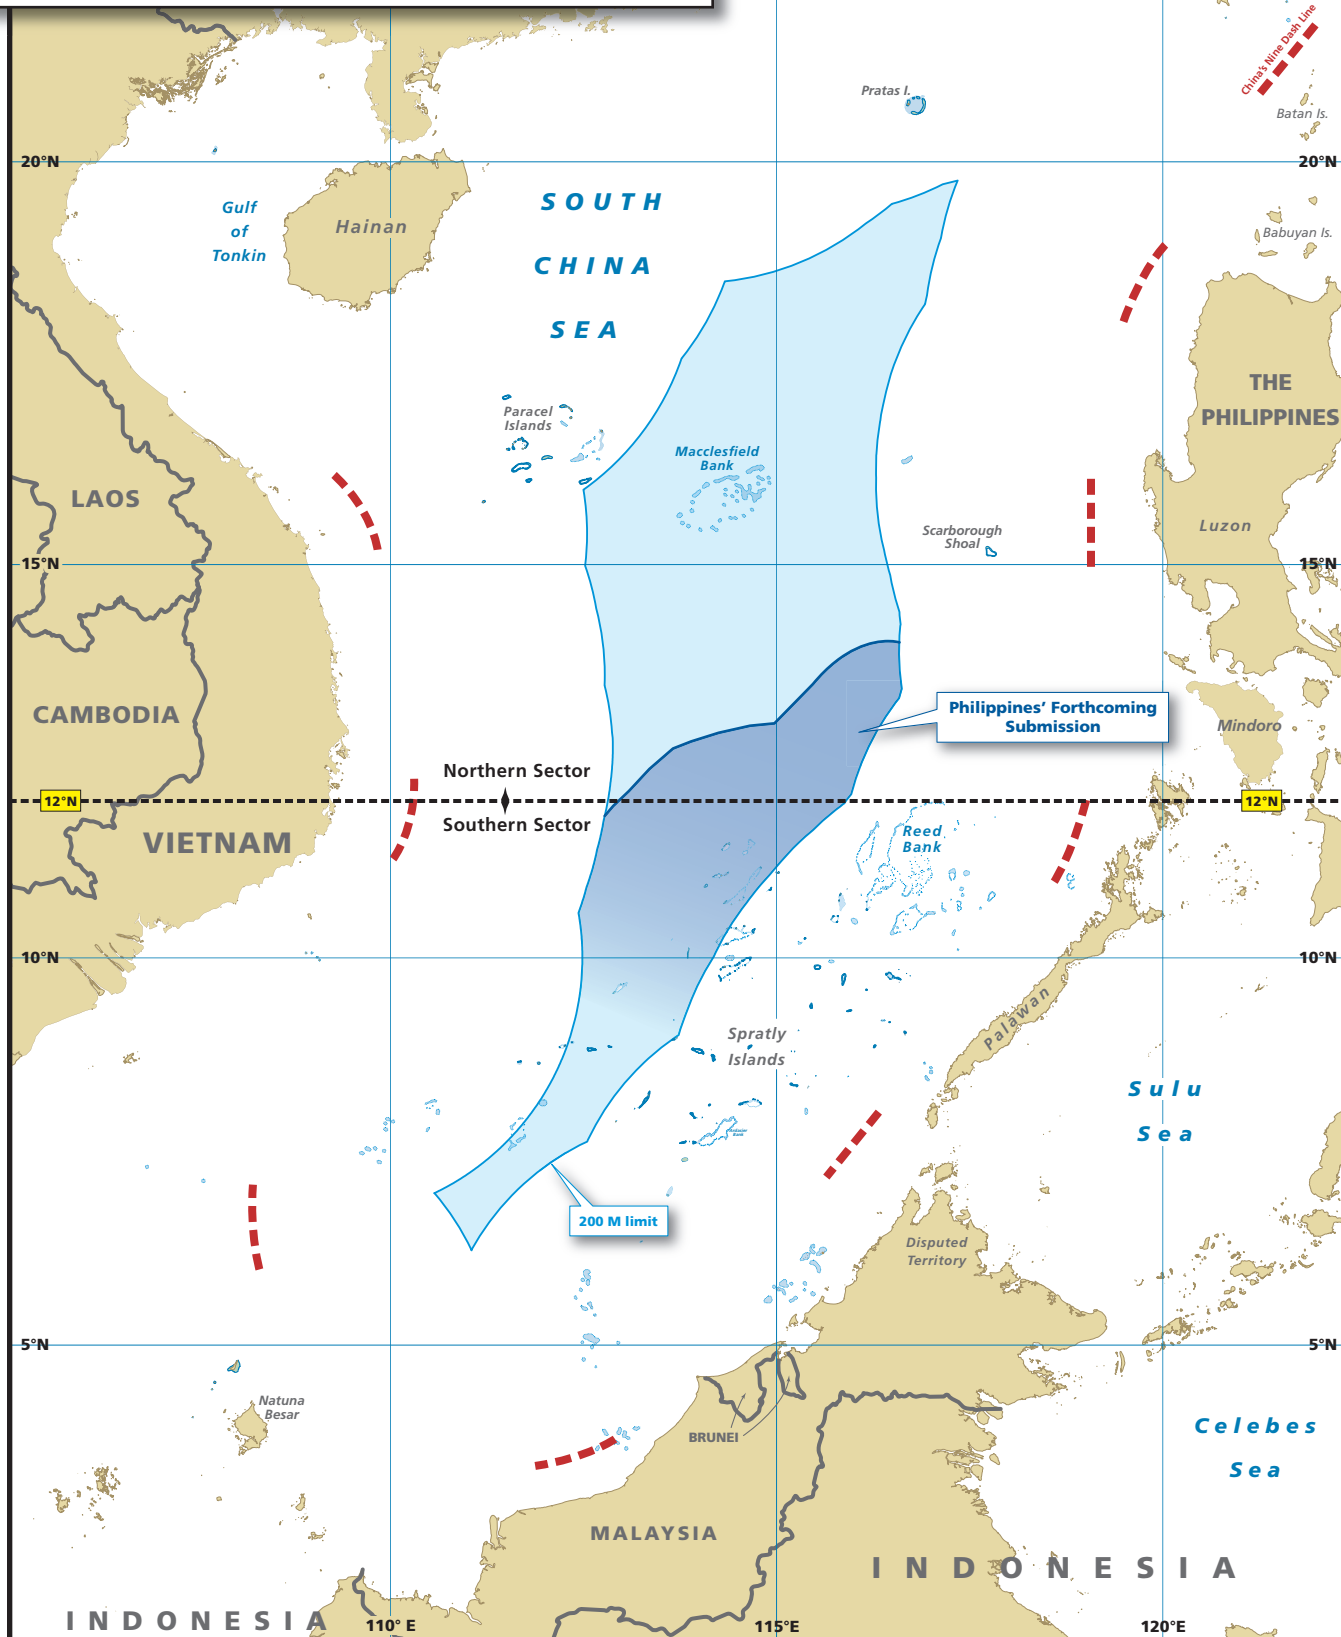 China's Nine Dash Line
Pratas I.
Batan Is.
20°N
20°N
SOUTH
CHINA
SEA
Gulf
of
Tonkin
Hainan
Babuyan Is.
THE
PHILIPPINES
Paracel
Islands
Macclesfield
Bank
LAOS
Scarborough
Shoal
Luzon
15°N
15°N
CAMBODIA
Philippines' Forthcoming
Submission
Mindoro
Northern Sector
12°N
12°N
Southern Sector
VIETNAM
Reed
Bank
10°N
10°N
Palawan
Spratly
Islands
Sulu
Sea
200 M limit
Disputed
Territory
5°N
5°N
Natuna
Besar
BRUNEI
Celebes
Sea
MALAYSIA
INDONESIA
INDONESIA
110° E
115°E
120°E